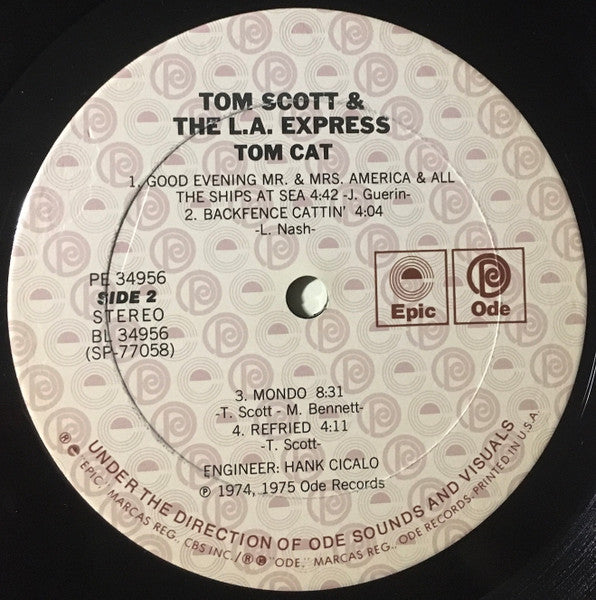 TOM SCOTT &
THE L.A. EXPRESS
TOM CAT
1. GOOD EVENING MR. & MRS. AMERICA & ALL
THE SHIPS AT SEA 4:42 -J. Guerin-
2. BACKFENCE CATTIN' 4:04
-L. Nash-
PE 34956
SIDE 2
STEREO
BL 34956
(SP-77058)
Epic
Ode
3. MONDO 8:31
-T. Scott - M. Bennett-
4. REFRIED 4:11
-T. Scott-
ENGINEER: HANK CICALO
℗ 1974, 1975 Ode Records
UNDER THE DIRECTION OF ODE SOUNDS AND VISUALS
® "EPIC," MARCAS REG., CBS INC./® © "ODE," MARCAS REG., ODE RECORDS, PRINTED IN U.S.A.